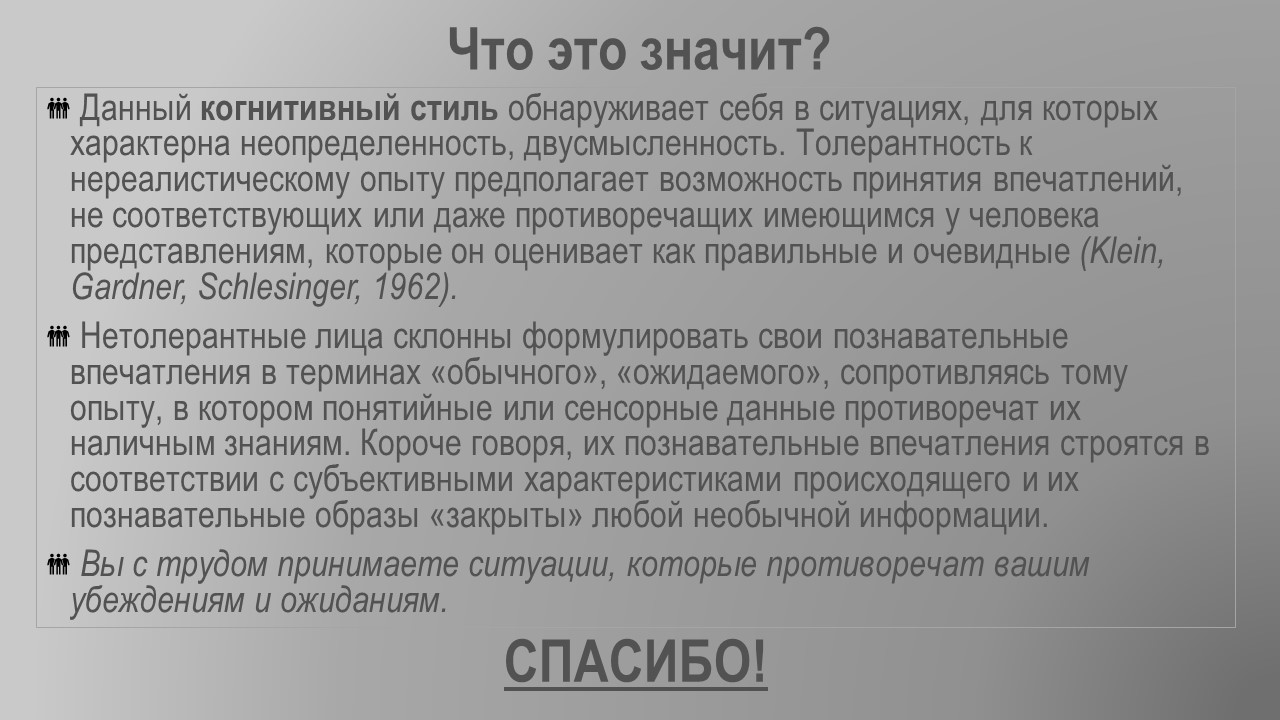 Что это значит?
Данный когнитивный стиль обнаруживает себя в ситуациях, для которых
характерна неопределенность, двусмысленность. Толерантность к
нереалистическому опыту предполагает возможность принятия впечатлений,
не соответствующих или даже противоречащих имеющимся у человека
представлениям, которые он оценивает как правильные и очевидные (Klein,
Gardner, Schlesinger, 1962).
Нетолерантные лица склонны формулировать свои познавательные
впечатления в терминах «обычного», «ожидаемого», сопротивляясь тому
опыту, в котором понятийные или сенсорные данные противоречат их
наличным знаниям. Короче говоря, их познавательные впечатления строятся в
соответствии с субъективными характеристиками происходящего и их
познавательные образы «закрыты» любой необычной информации.
Вы с трудом принимаете ситуации, которые противоречат вашим
убеждениям и ожиданиям.
СПАСИБО!